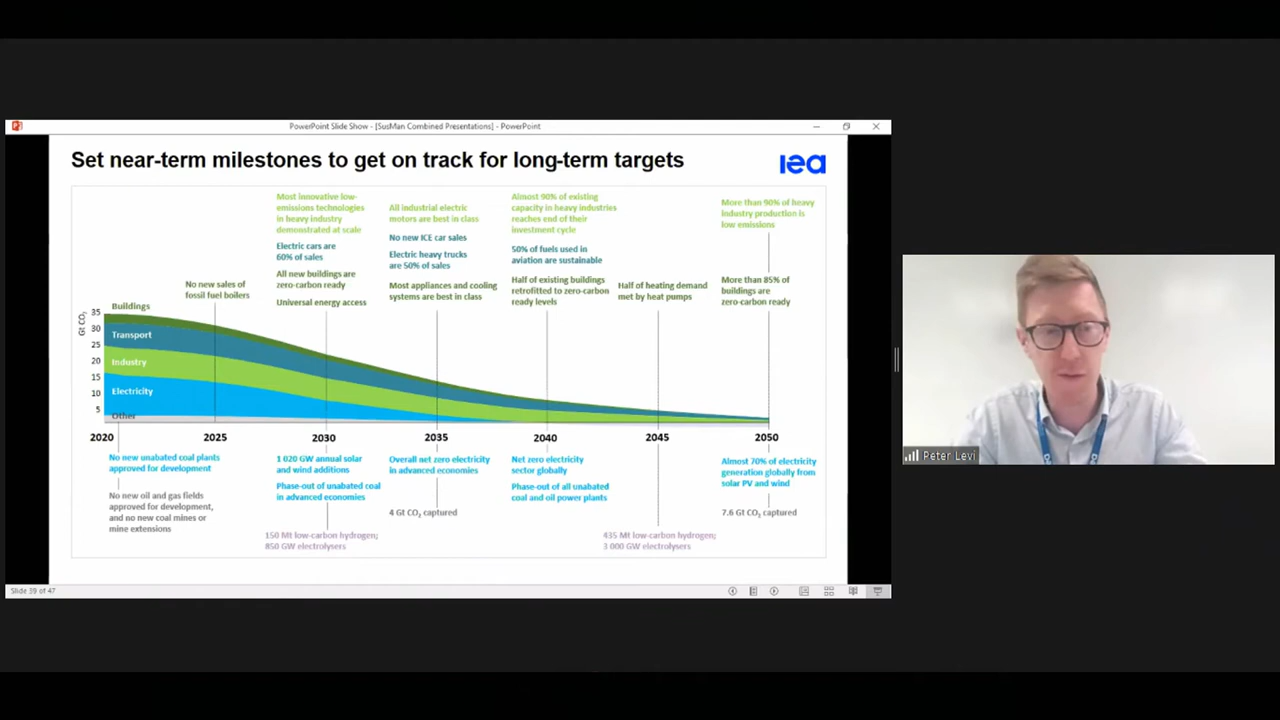 PowerPoint Slide Show - [SusMan Combined Presentations] - PowerPoint
Set near-term milestones to get on track for long-term targets
iea
Most innovative low-
emissions technologies
in heavy industry
demonstrated at scale
Electric cars are
60% of sales
All new buildings are
zero-carbon ready
Universal energy access
All industrial electric
motors are best in class
No new ICE car sales
Electric heavy trucks
are 50% of sales
Most appliances and cooling
systems are best in class
Almost 90% of existing
capacity in heavy industries
reaches end of their
investment cycle
50% of fuels used in
aviation are sustainable
Half of existing buildings
retrofitted to zero-carbon
ready levels
Half of heating demand
met by heat pumps
More than 90% of heavy
industry production is
low emissions
More than 85% of
buildings are
zero-carbon ready
No new sales of
fossil fuel boilers
Gt CO₂
35
30
25
20
15
10
5
Buildings
Transport
Industry
Electricity
Other
2020
2025
2030
2035
2040
2045
2050
No new unabated coal plants
approved for development
No new oil and gas fields
approved for development,
and no new coal mines or
mine extensions
1 020 GW annual solar
and wind additions
Phase-out of unabated coal
in advanced economies
150 Mt low-carbon hydrogen;
850 GW electrolysers
Overall net zero electricity
in advanced economies
4 Gt CO₂ captured
Net zero electricity
sector globally
Phase-out of all unabated
coal and oil power plants
435 Mt low-carbon hydrogen;
3 000 GW electrolysers
Almost 70% of electricity
generation globally from
solar PV and wind
7.6 Gt CO₂ captured
Slide 39 of 47
Peter Levi